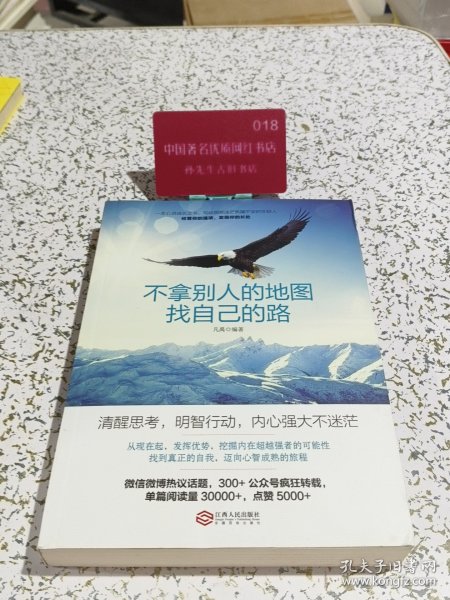 018
中国著名优质网红书店
孙先生古旧书店
不拿别人的地图
找自己的路
凡禹◎编著
清醒思考，明智行动，内心强大不迷茫
从现在起，发挥优势、挖掘内在超越强者的可能性
找到真正的自我，迈向心智成熟的旅程
微信微博热议话题，300+ 公众号疯狂转载，
单篇阅读量 30000+，点赞 5000+
江西人民出版社
孔夫子旧书网
www.kongfz.com